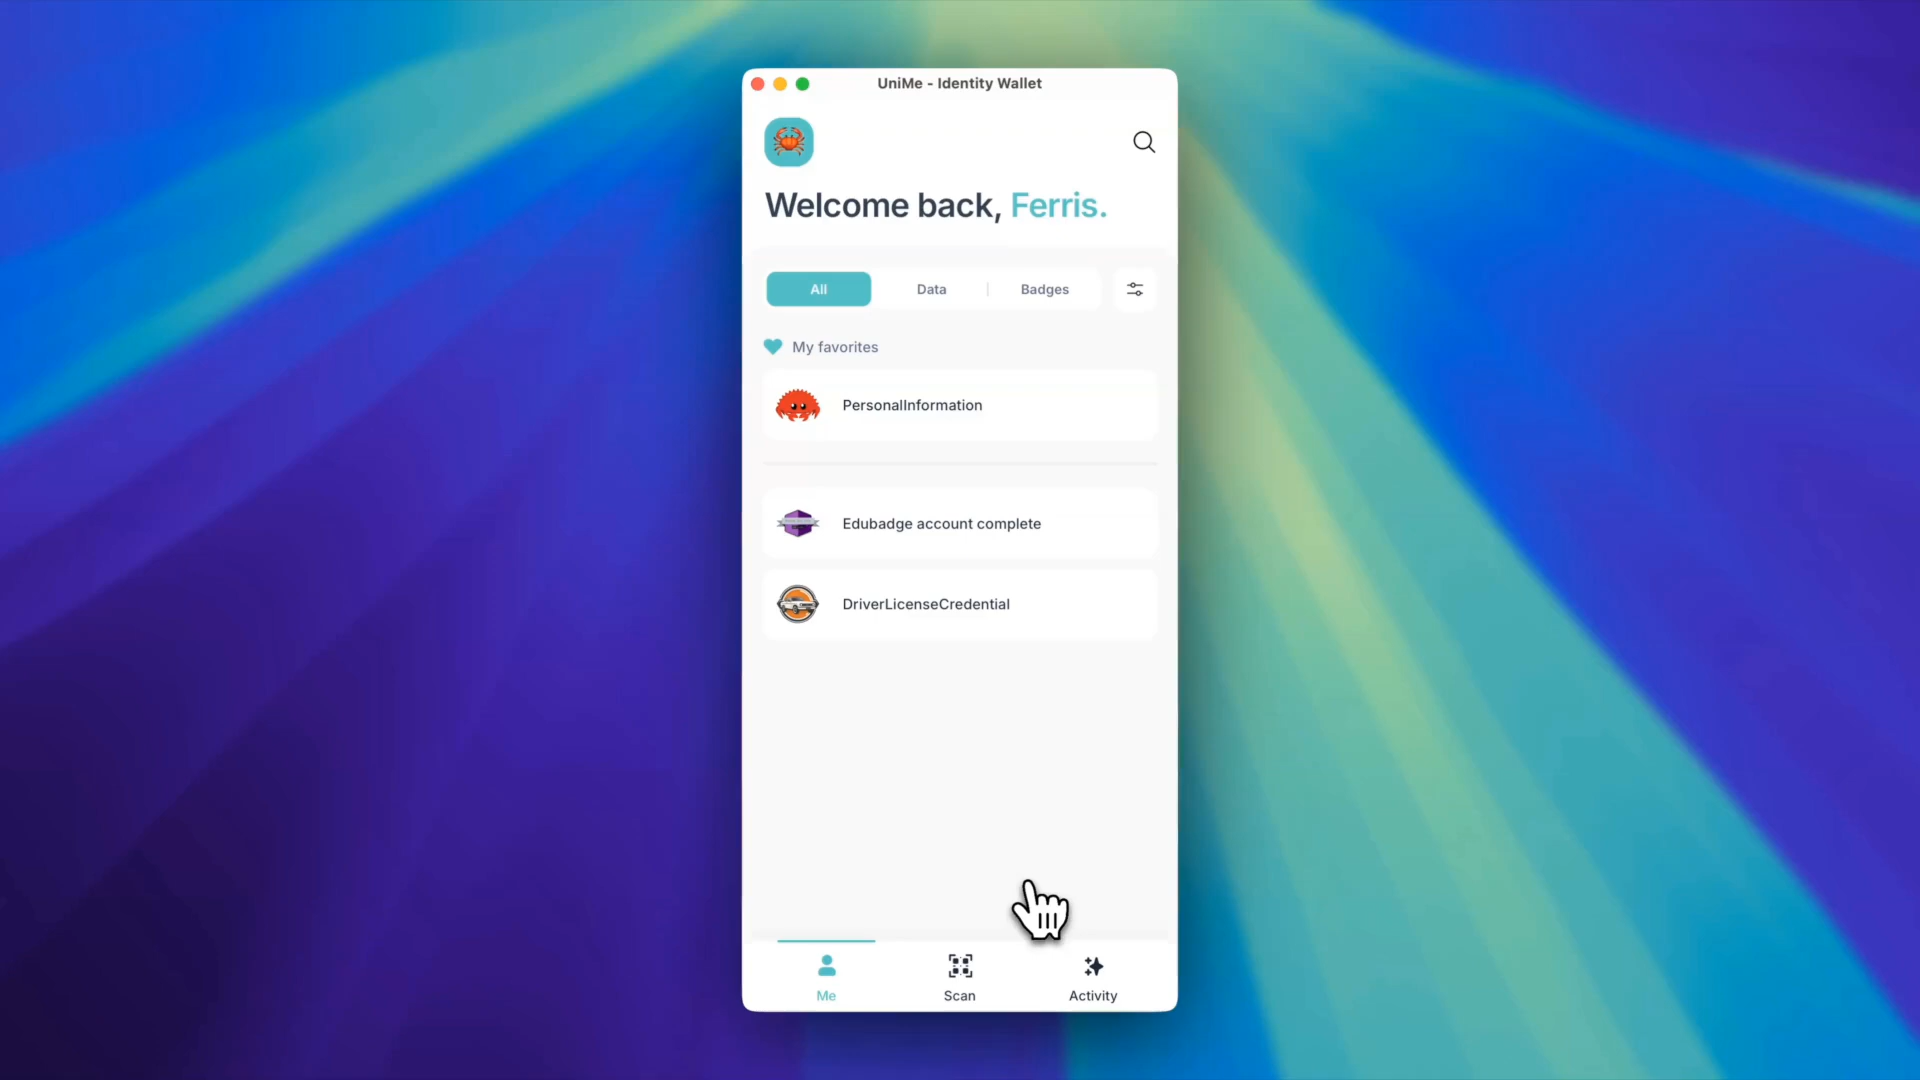 UniMe - Identity Wallet
Welcome back, Ferris.
All
Data
Badges
My favorites
PersonalInformation
Edubadge account complete
DriverLicenseCredential
Me
Scan
Activity